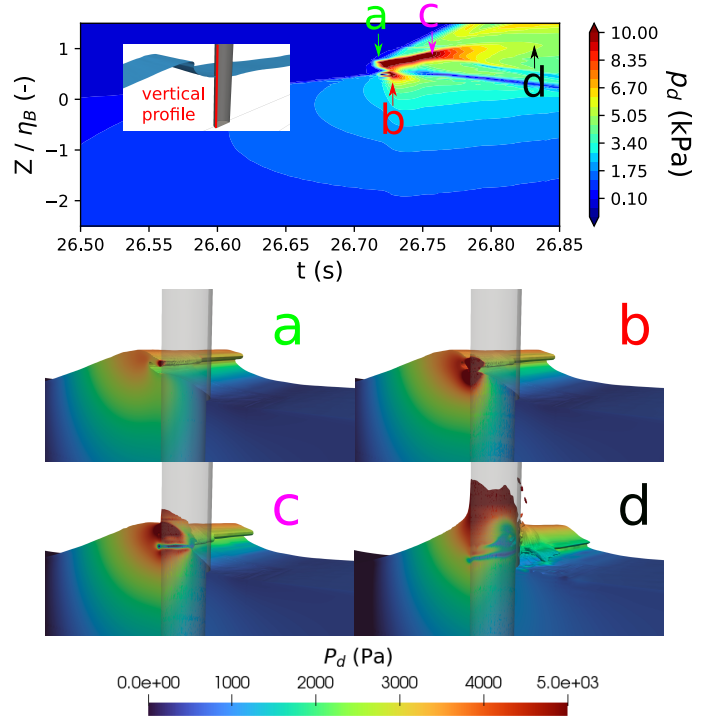 a
c
1
0
−1
−2
Z / η_B (-)
vertical
profile
b
d
10.00
8.35
6.70
5.05
3.40
1.75
0.10
p_d (kPa)
26.50
26.55
26.60
26.65
26.70
26.76
26.80
26.85
t (s)
a
b
c
d
P_d (Pa)
0.0e+00
1000
2000
3000
4000
5.0e+03